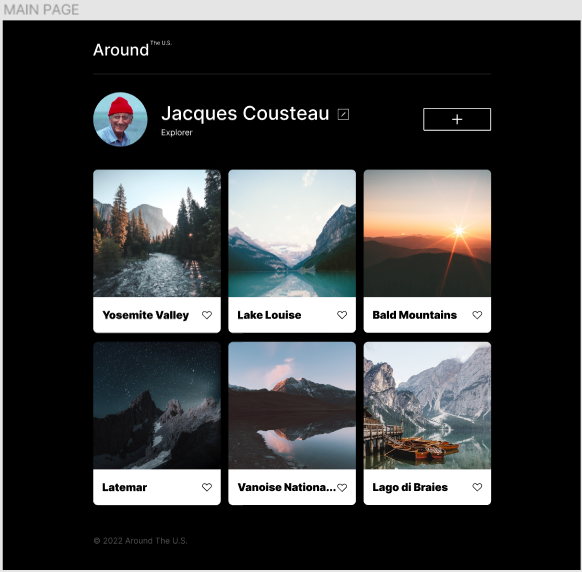 MAIN PAGE
Around The U.S.
Jacques Cousteau
Explorer
Yosemite Valley
Lake Louise
Bald Mountains
Latemar
Vanoise Nationa...
Lago di Braies
© 2022 Around The U.S.